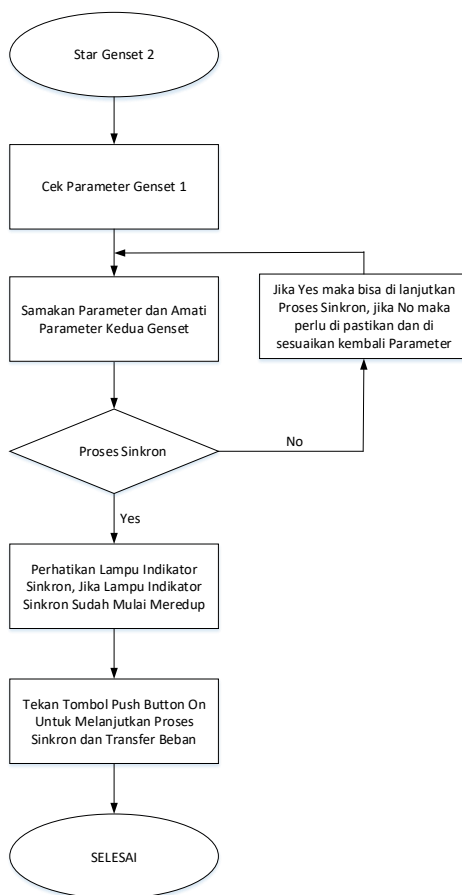 Star Genset 2
Cek Parameter Genset 1
Samakan Parameter dan Amati
Parameter Kedua Genset
Jika Yes maka bisa di lanjutkan
Proses Sinkron, jika No maka
perlu di pastikan dan di
sesuaikan kembali Parameter
Proses Sinkron
No
Yes
Perhatikan Lampu Indikator
Sinkron, Jika Lampu Indikator
Sinkron Sudah Mulai Meredup
Tekan Tombol Push Button On
Untuk Melanjutkan Proses
Sinkron dan Transfer Beban
SELESAI